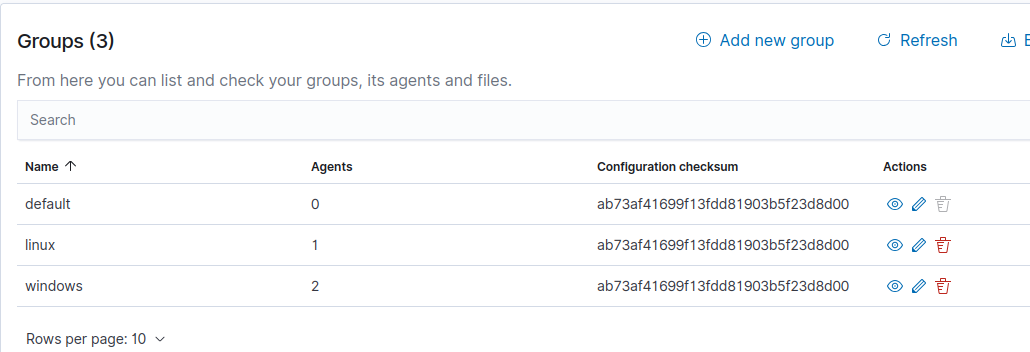 Groups (3)
Add new group
Refresh
E
From here you can list and check your groups, its agents and files.
Search
Name Agents Configuration checksum Actions
default 0 ab73af41699f13fdd81903b5f23d8d00
linux 1 ab73af41699f13fdd81903b5f23d8d00
windows 2 ab73af41699f13fdd81903b5f23d8d00
Rows per page: 10